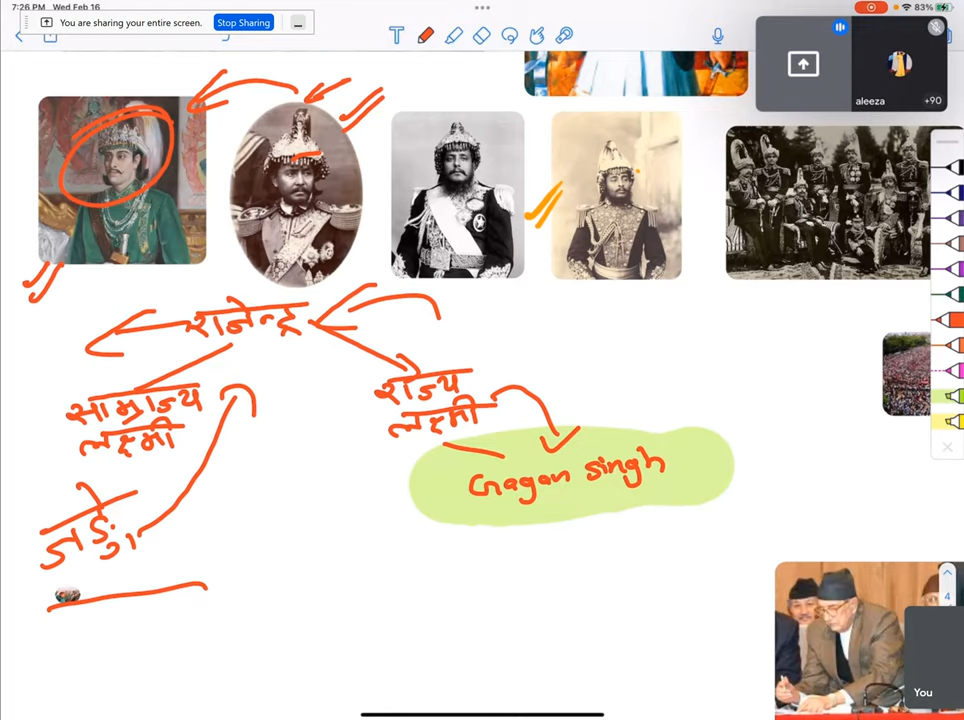 7:26 PM Wed Feb 16
83%
You are sharing your entire screen.
Stop Sharing
T
aleeza
+90
राजेन्द्र
साम्राज्य
लक्ष्मी
राज्य
लक्ष्मी
Gagan singh
4
You